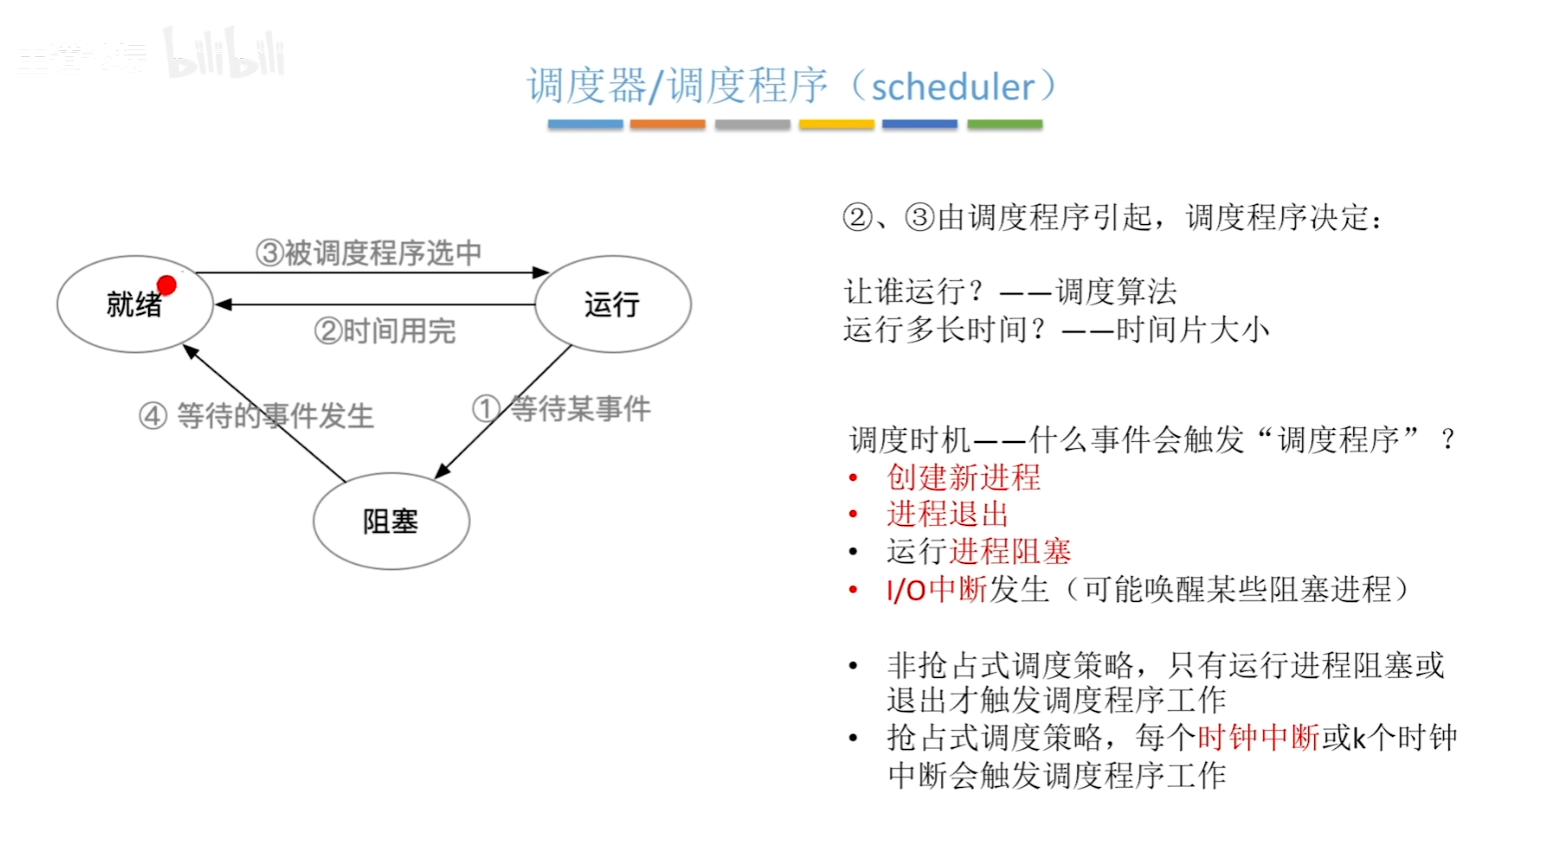 bilibili
调度器/调度程序（scheduler）
③被调度程序选中
就绪
运行
②时间用完
④ 等待的事件发生
① 等待某事件
阻塞
②、③由调度程序引起，调度程序决定：
让谁运行？——调度算法
运行多长时间？——时间片大小
调度时机——什么事件会触发“调度程序”？
• 创建新进程
• 进程退出
• 运行进程阻塞
• I/O中断发生（可能唤醒某些阻塞进程）
• 非抢占式调度策略，只有运行进程阻塞或
退出才触发调度程序工作
• 抢占式调度策略，每个时钟中断或k个时钟
中断会触发调度程序工作